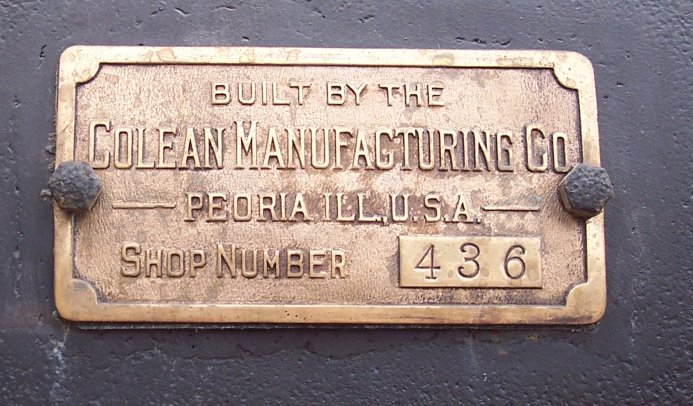 BUILT BY THE
COLEAN MANUFACTURING CO
PEORIA ILL., U.S.A.
SHOP NUMBER 436